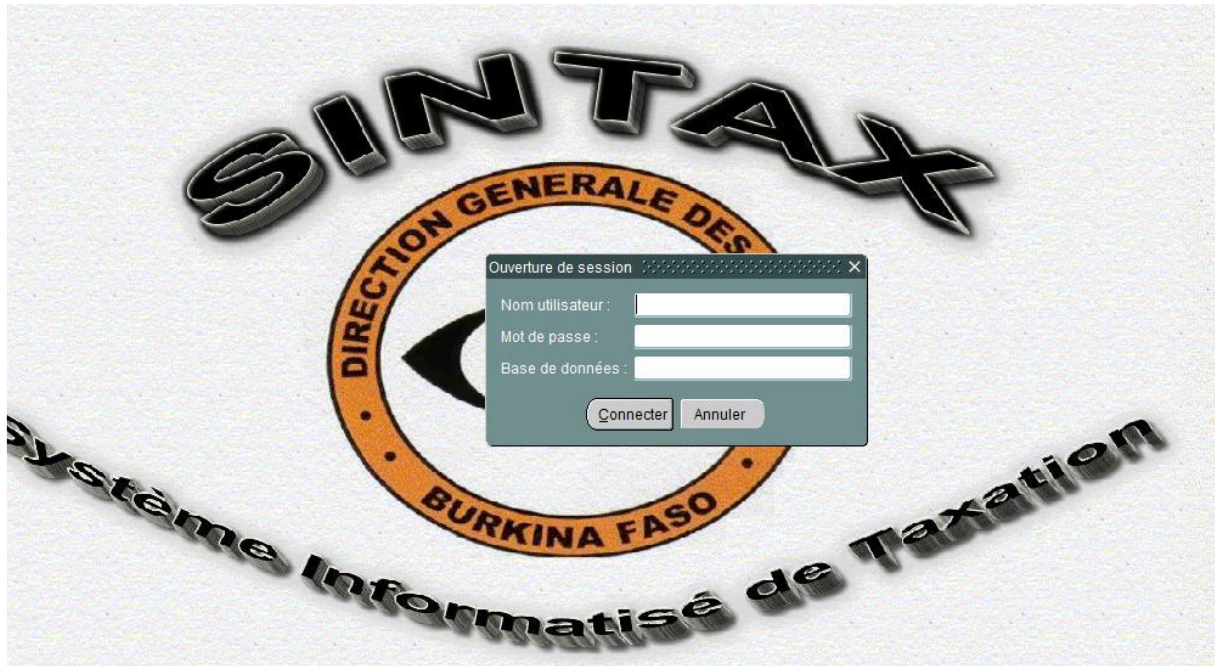 SINTAX
DIRECTION GENERALE DES
BURKINA FASO
Ouverture de session
Nom utilisateur :
Mot de passe :
Base de données :
Connecter Annuler
Système Informatisé de Taxation